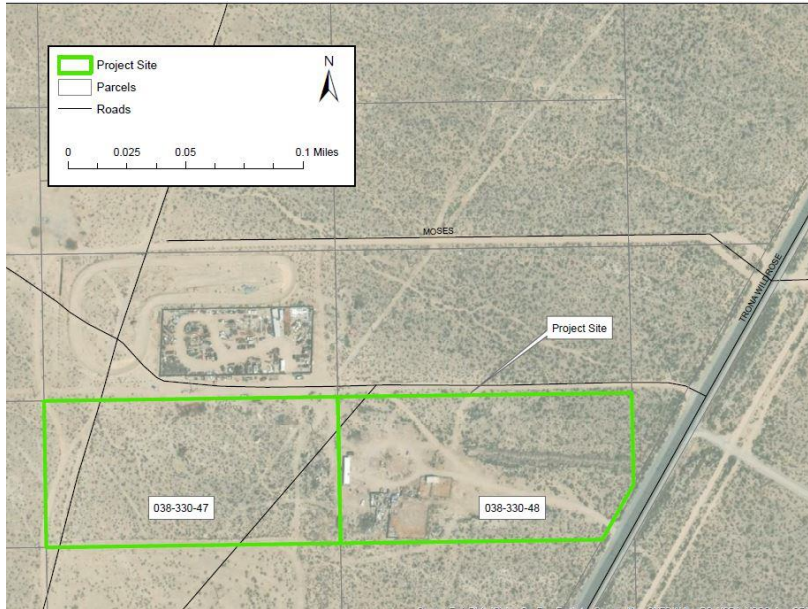 Project Site
Parcels
Roads
N
0 0.025 0.05 0.1 Miles
MOSES
TRONA WILDROSE
Project Site
038-330-47
038-330-48